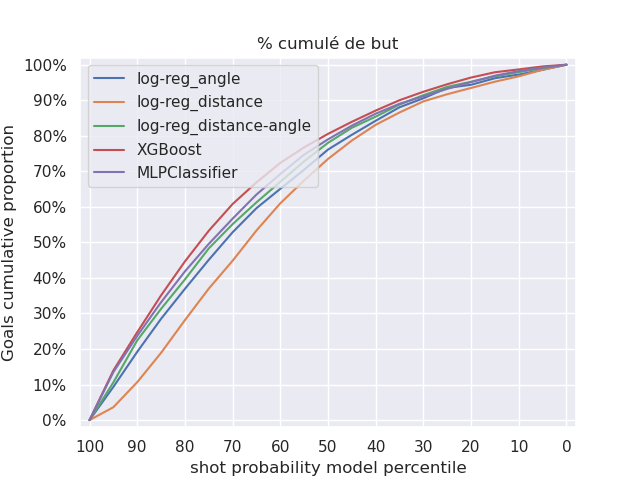 % cumulé de but
100%
90%
80%
70%
60%
50%
40%
30%
20%
10%
0%
Goals cumulative proportion
log-reg_angle
log-reg_distance
log-reg_distance-angle
XGBoost
MLPClassifier
100 90 80 70 60 50 40 30 20 10 0
shot probability model percentile